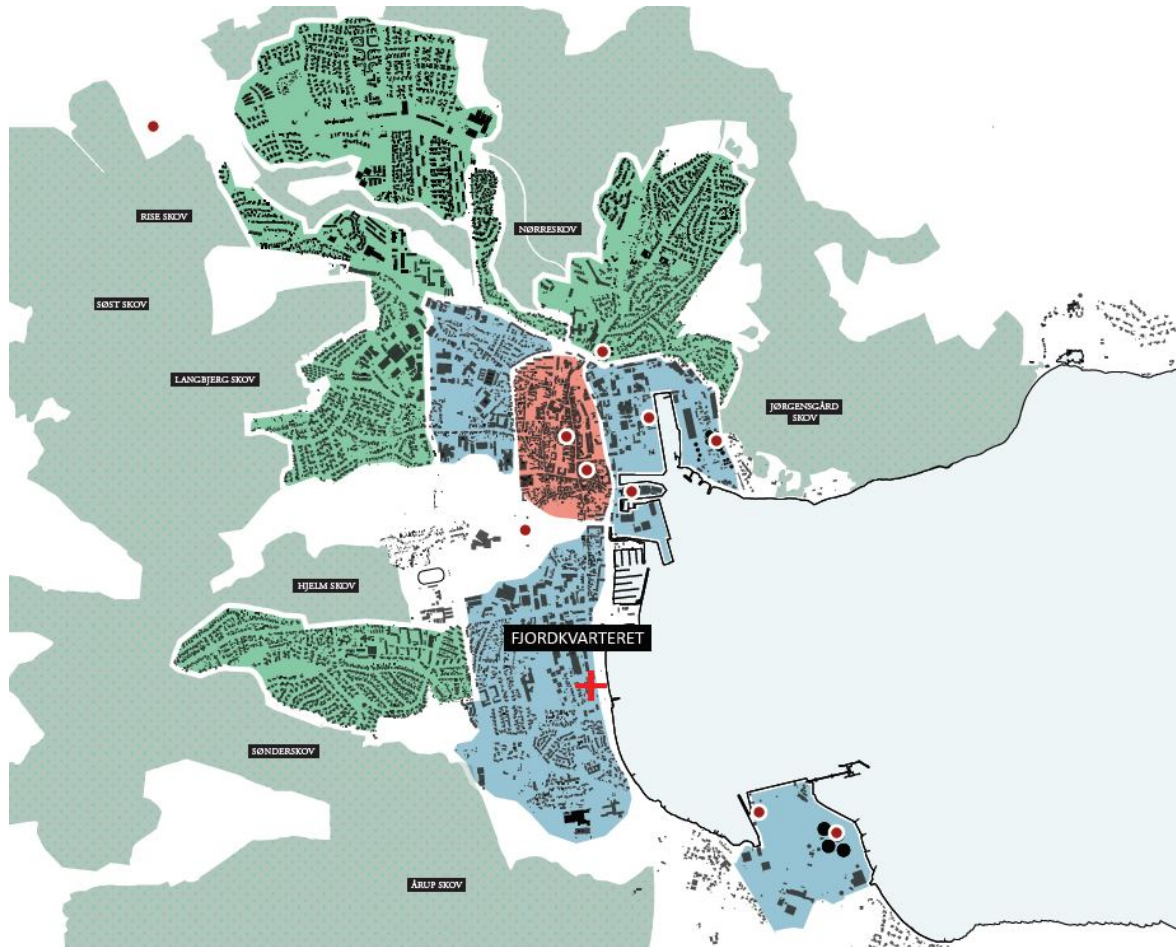 RISE SKOV
NØRRESKOV
SØST SKOV
LANGBJERG SKOV
JØRGENSGÅRD
SKOV
HJELM SKOV
FJORDKVARTERET
SØNDERSKOV
ÅRUP SKOV